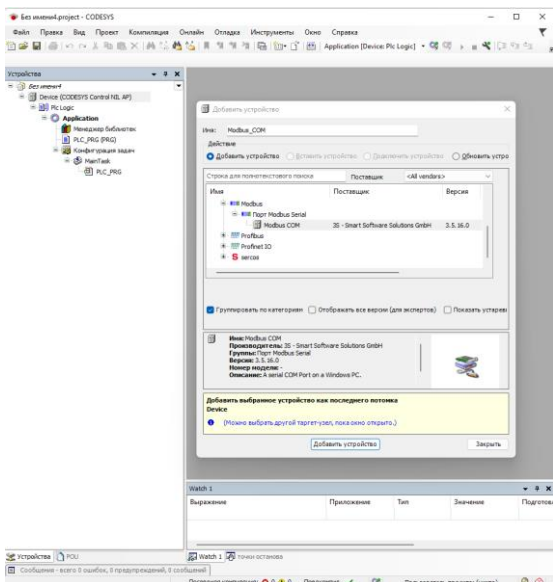 Без имени4.project - CODESYS
Файл Правка Вид Проект Компиляция Онлайн Отладка Инструменты Окно Справка
Application [Device: Plc Logic]
Устройства
Без имени4
Device (CODESYS Control NIL AP)
Plc Logic
Application
Менеджер библиотек
PLC_PRG (PRG)
Конфигурация задач
MainTask
PLC_PRG
Добавить устройство
Имя: Modbus_COM
Действие
Добавить устройство Вставить устройство Подключить устройство Обновить устро
Строка для полнотекстового поиска Поставщик <All vendors>
Имя Поставщик Версия
Modbus
Порт Modbus Serial
Modbus COM 3S - Smart Software Solutions GmbH 3.5.16.0
Profibus
Profinet IO
sercos
Группировать по категориям Отображать все версии (для экспертов) Показать устарев
Имя: Modbus COM
Производитель: 3S - Smart Software Solutions GmbH
Группы: Порт Modbus Serial
Версия: 3.5.16.0
Номер модели: -
Описание: A serial COM Port on a Windows PC.
Добавить выбранное устройство как последнего потомка
Device
(Можно выбрать другой таргет-узел, пока окно открыто.)
Добавить устройство Закрыть
Watch 1
Выражение Приложение Тип Значение Подготов
Устройства POU Watch 1 точки останова
Сообщения - всего 0 ошибок, 0 предупреждений, 0 сообщений